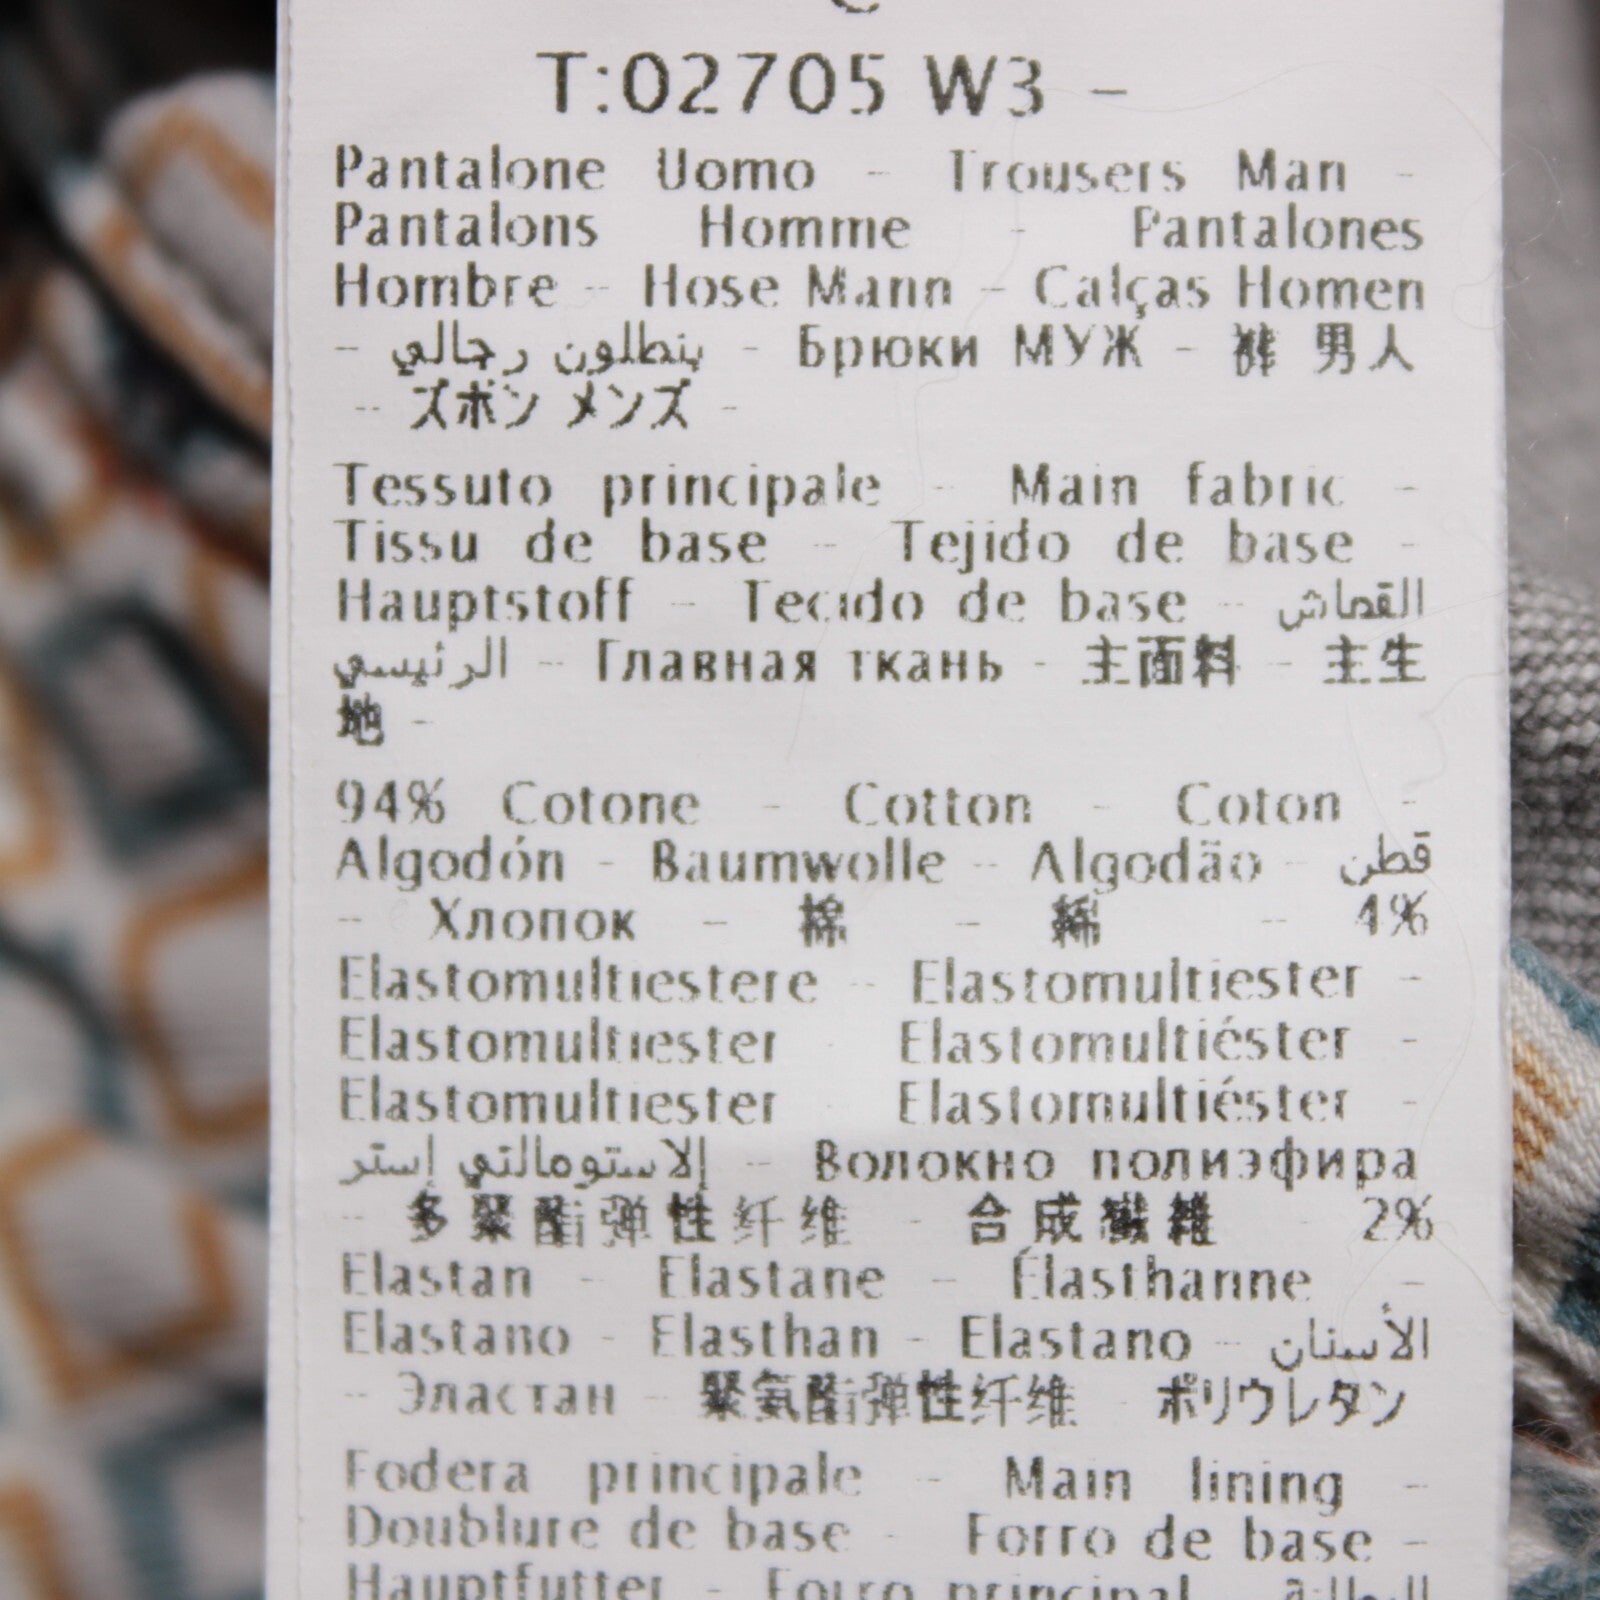 T:02705 W3 -
Pantalone Uomo - Trousers Man -
Pantalons Homme - Pantalones
Hombre - Hose Mann - Calças Homen
- بنطلون رجالي - Брюки МУЖ - 裤 男人
- ズボン メンズ -
Tessuto principale - Main fabric -
Tissu de base - Tejido de base -
Hauptstoff - Tecido de base - القماش
الرئيسي - Главная ткань - 主面料 - 主生
地 -
94% Cotone - Cotton - Coton -
Algodón - Baumwolle - Algodão - قطن
- Хлопок - 棉 - 綿 - 4%
Elastomultiestere - Elastomultiester -
Elastomultiester - Elastomultiéster -
Elastomultiester - Elastomultiéster -
إلاستومالتي إستر - Волокно полиэфира
- 多聚酯弹性纤维 - 合成繊維 2%
Elastan - Elastane - Élasthanne -
Elastano - Elasthan - Elastano - الأسنان
- Эластан - 聚氨酯弹性纤维 - ポリウレタン
Fodera principale - Main lining -
Doublure de base - Forro de base -
Hauptfutter - Forro principal - البطانة